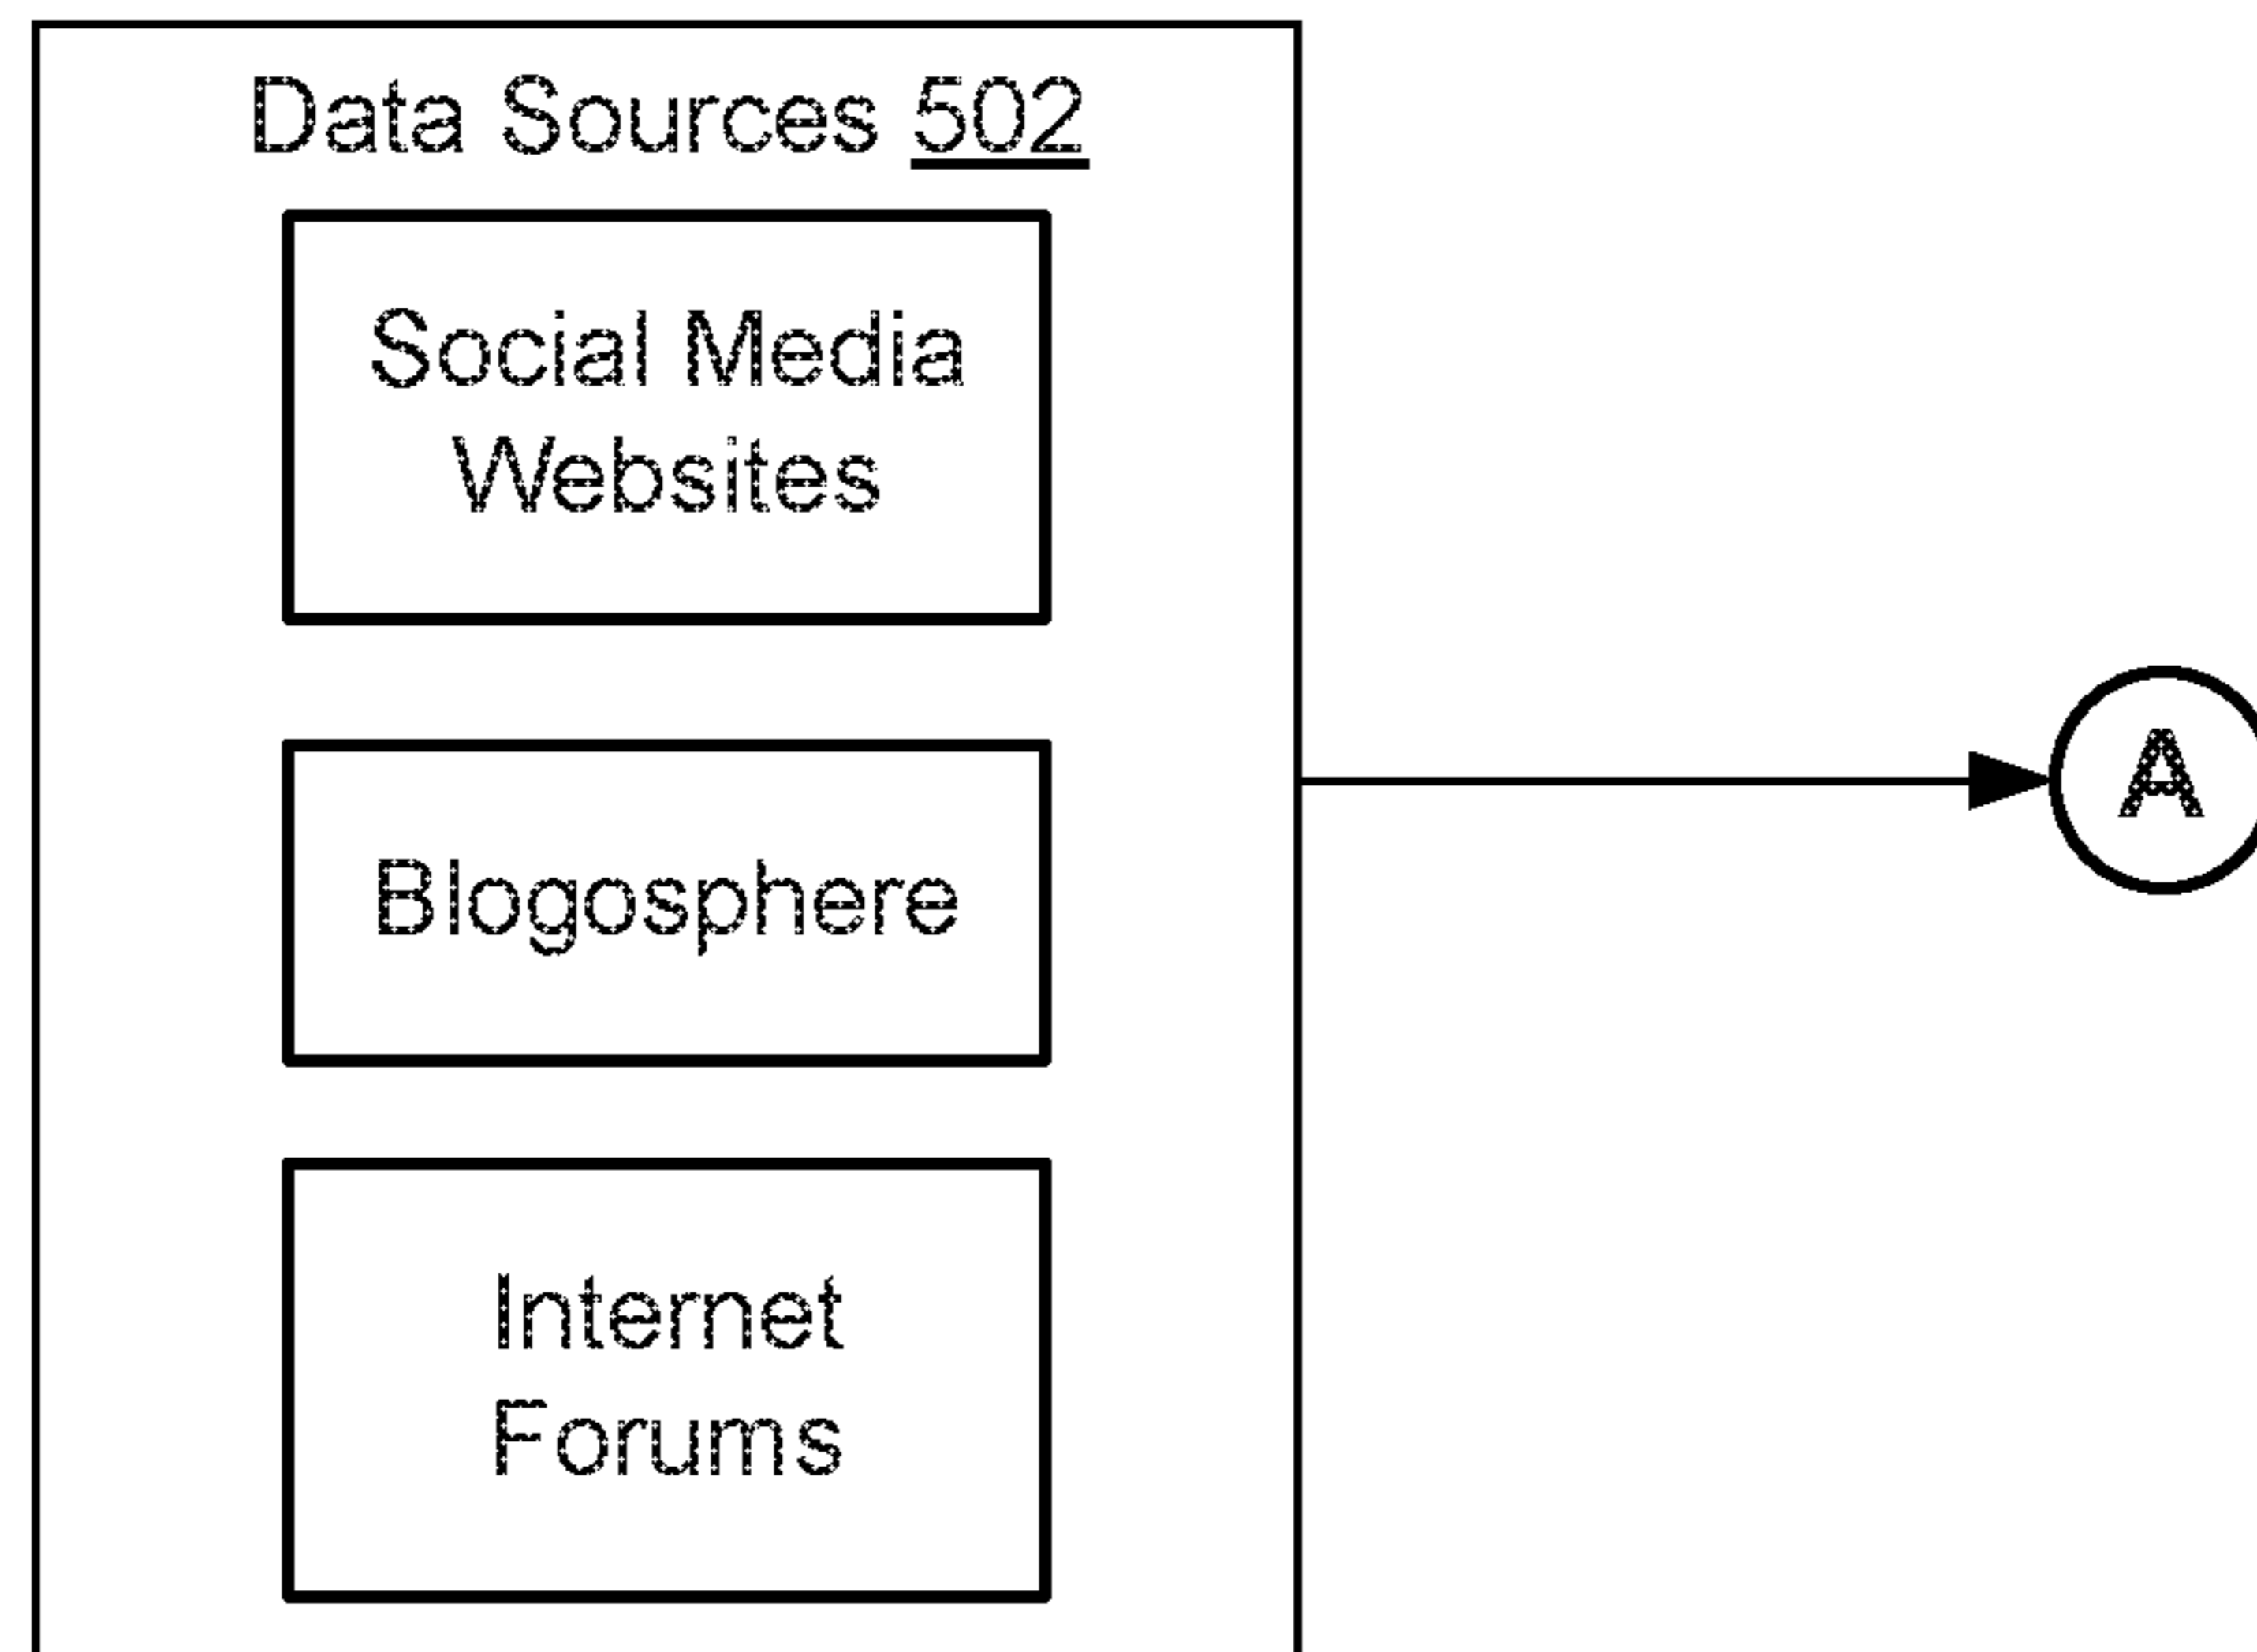 Data Sources 502
Social Media
Websites
Blogosphere
A
Internet
Forums